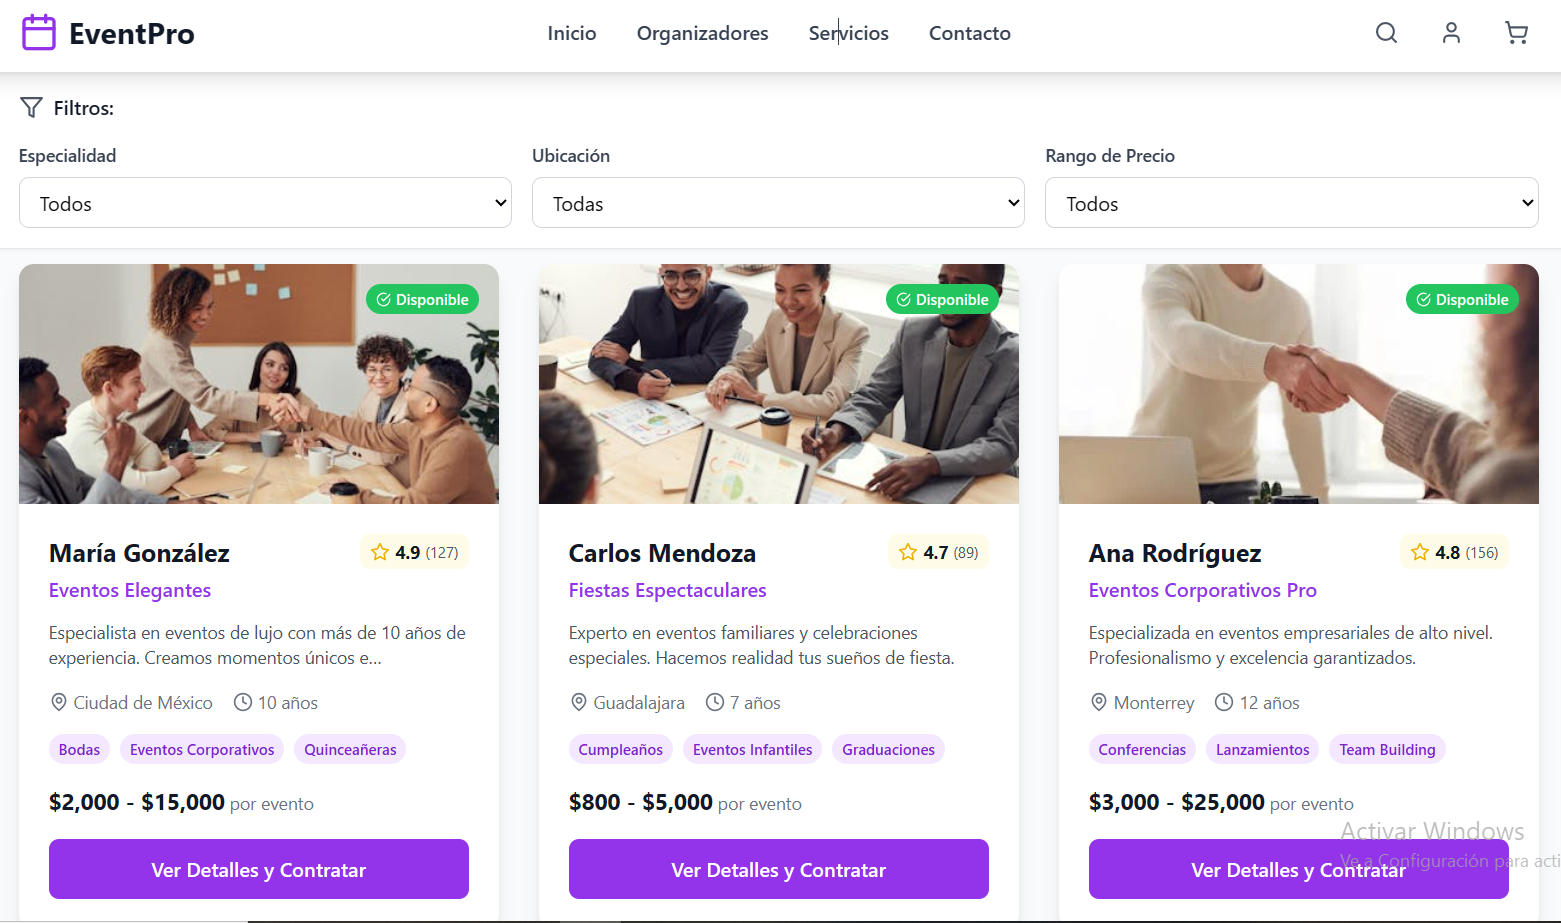 EventPro
Inicio Organizadores Servicios Contacto
Filtros:
Especialidad Ubicación Rango de Precio
Todos Todas Todos
Disponible Disponible Disponible
María González 4.9 (127)
Eventos Elegantes
Especialista en eventos de lujo con más de 10 años de
experiencia. Creamos momentos únicos e...
Ciudad de México 10 años
Bodas Eventos Corporativos Quinceañeras
$2,000 - $15,000 por evento
Ver Detalles y Contratar
Carlos Mendoza 4.7 (89)
Fiestas Espectaculares
Experto en eventos familiares y celebraciones
especiales. Hacemos realidad tus sueños de fiesta.
Guadalajara 7 años
Cumpleaños Eventos Infantiles Graduaciones
$800 - $5,000 por evento
Ver Detalles y Contratar
Ana Rodríguez 4.8 (156)
Eventos Corporativos Pro
Especializada en eventos empresariales de alto nivel.
Profesionalismo y excelencia garantizados.
Monterrey 12 años
Conferencias Lanzamientos Team Building
$3,000 - $25,000 por evento
Ver Detalles y Contratar
Activar Windows
Ve a Configuración para acti